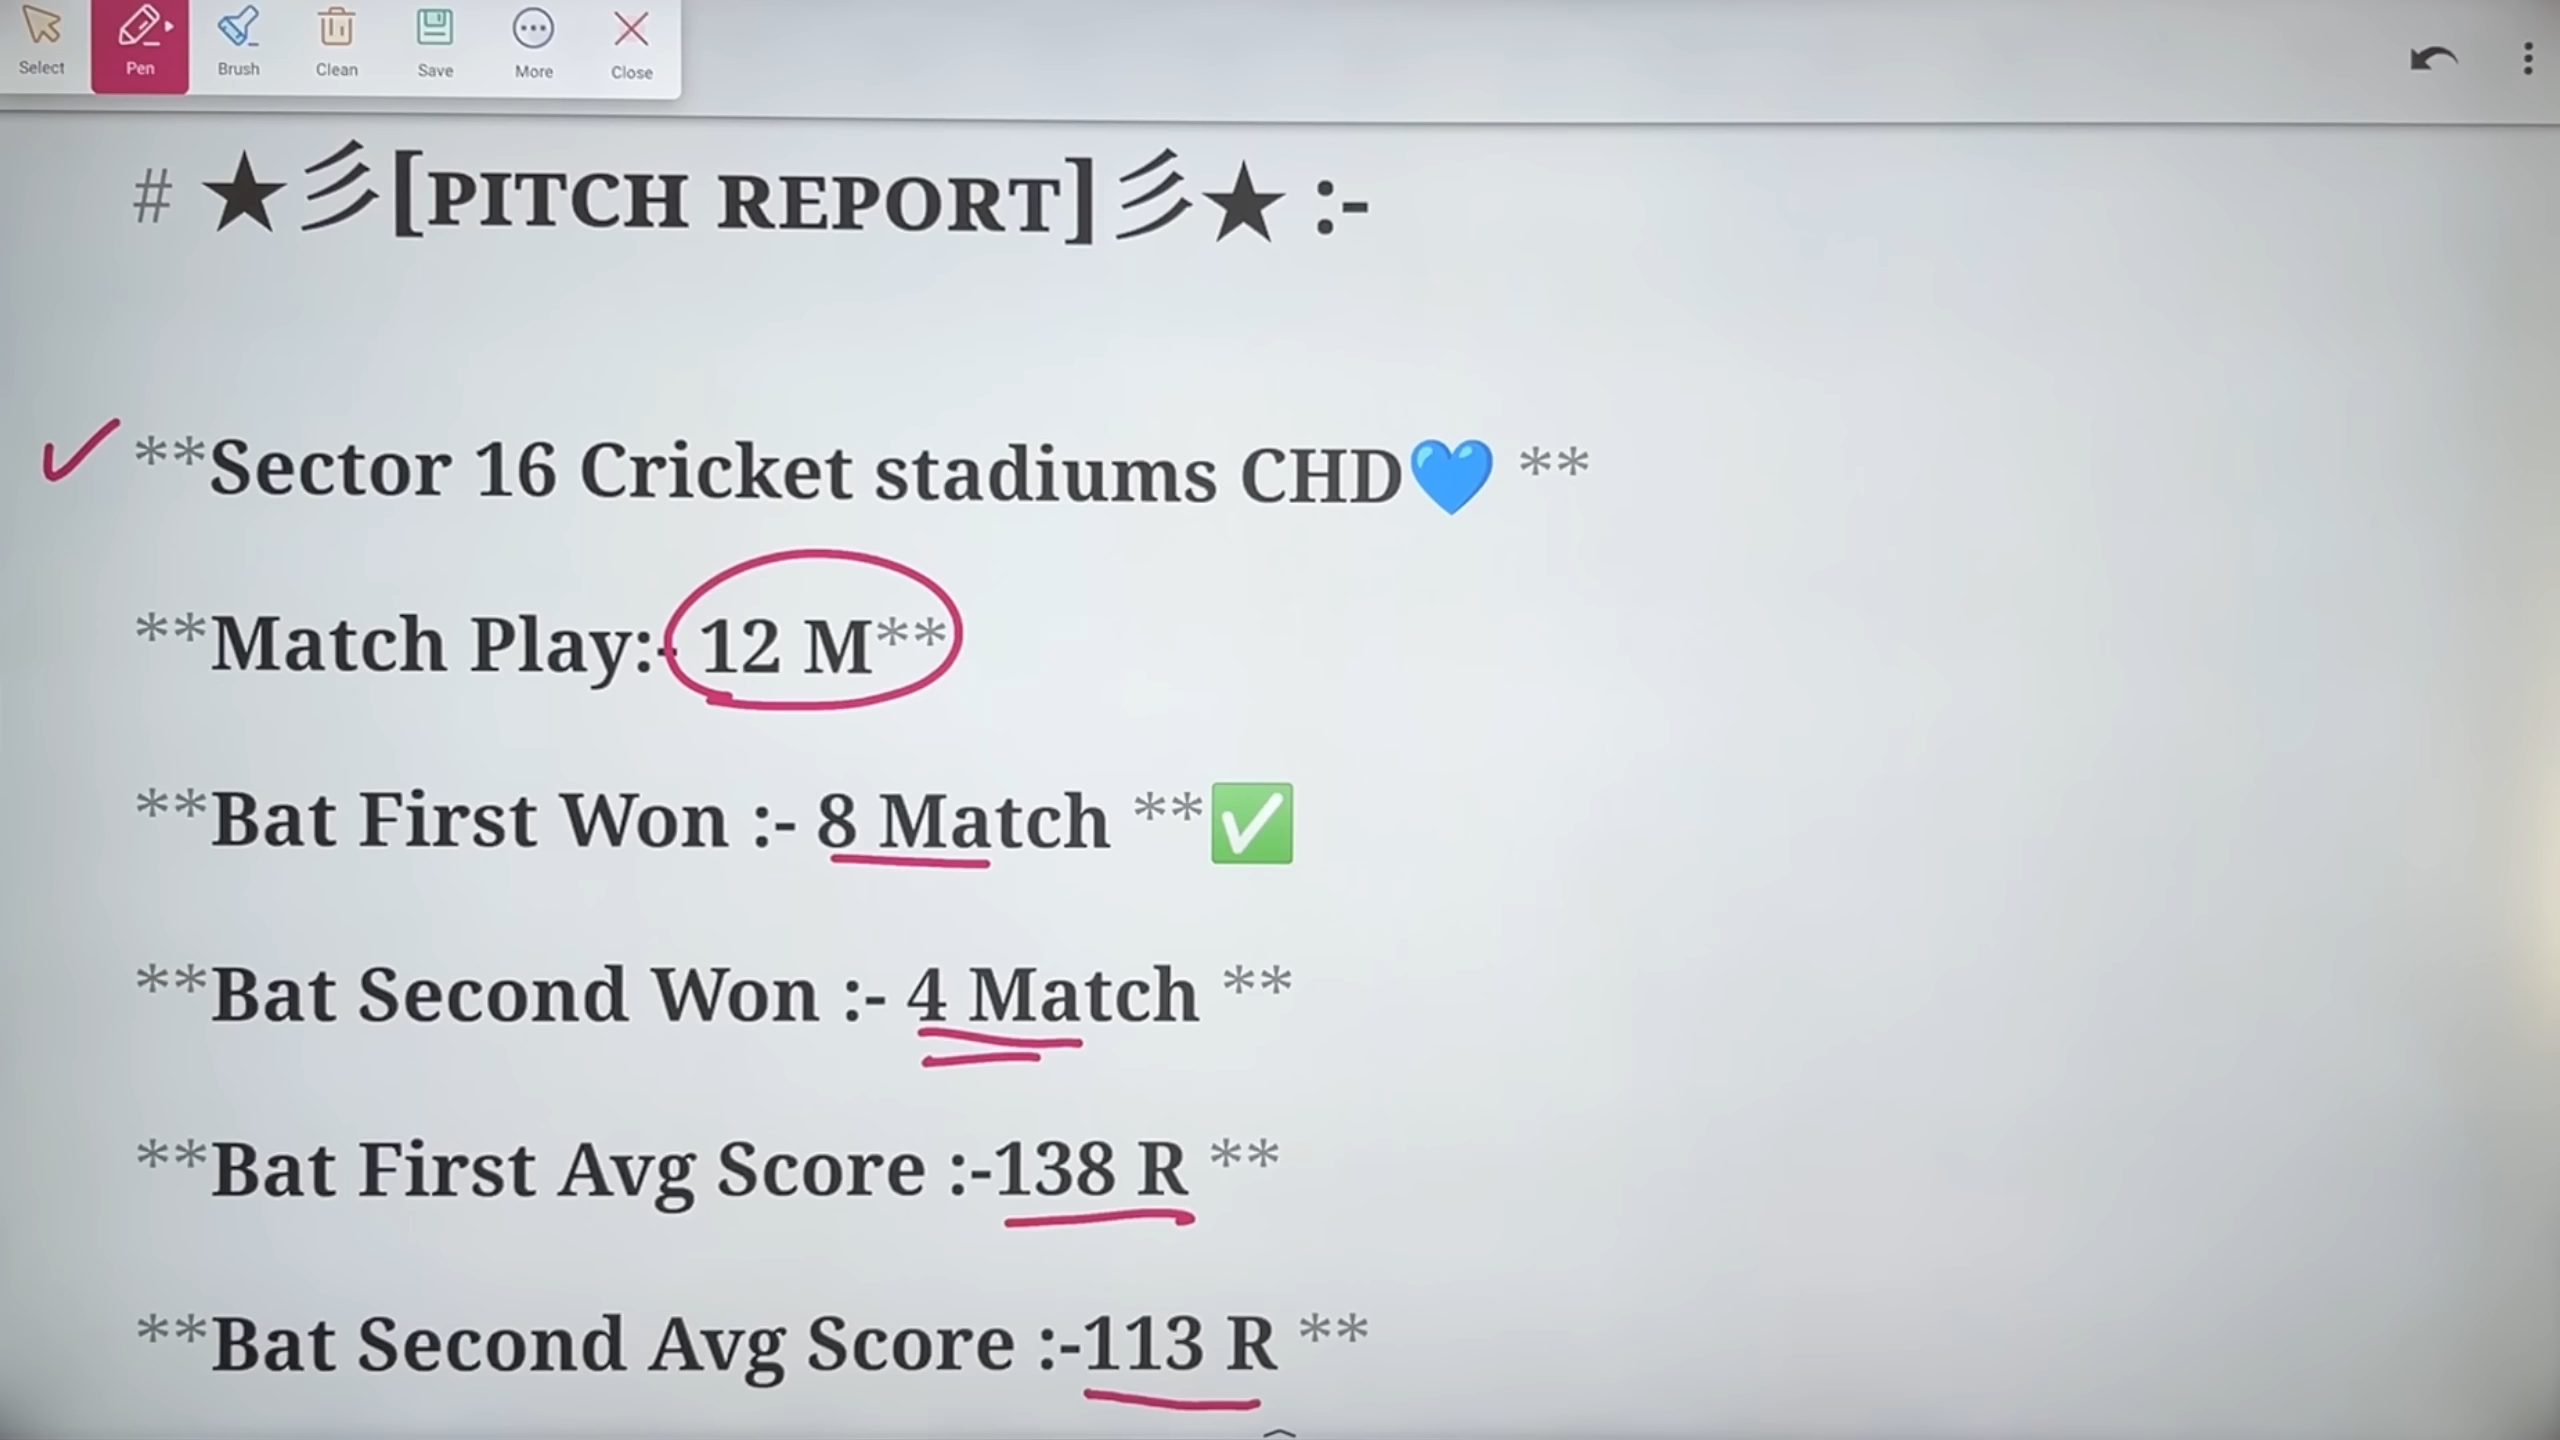 Select Pen Brush Clean Save More Close
# ★彡[PITCH REPORT]彡★ :-
**Sector 16 Cricket stadiums CHD💙 **
**Match Play:- 12 M**
**Bat First Won :- 8 Match **✅
**Bat Second Won :- 4 Match **
**Bat First Avg Score :-138 R **
**Bat Second Avg Score :-113 R **